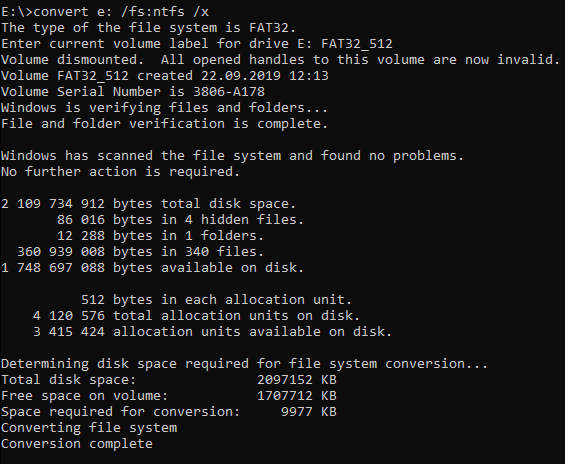 E:\>convert e: /fs:ntfs /x
The type of the file system is FAT32.
Enter current volume label for drive E: FAT32_512
Volume dismounted.  All opened handles to this volume are now invalid.
Volume FAT32_512 created 22.09.2019 12:13
Volume Serial Number is 3806-A178
Windows is verifying files and folders...
File and folder verification is complete.

Windows has scanned the file system and found no problems.
No further action is required.

2 109 734 912 bytes total disk space.
       86 016 bytes in 4 hidden files.
       12 288 bytes in 1 folders.
  360 939 008 bytes in 340 files.
1 748 697 088 bytes available on disk.

          512 bytes in each allocation unit.
    4 120 576 total allocation units on disk.
    3 415 424 allocation units available on disk.

Determining disk space required for file system conversion...
Total disk space:               2097152 KB
Free space on volume:           1707712 KB
Space required for conversion:     9977 KB
Converting file system
Conversion complete